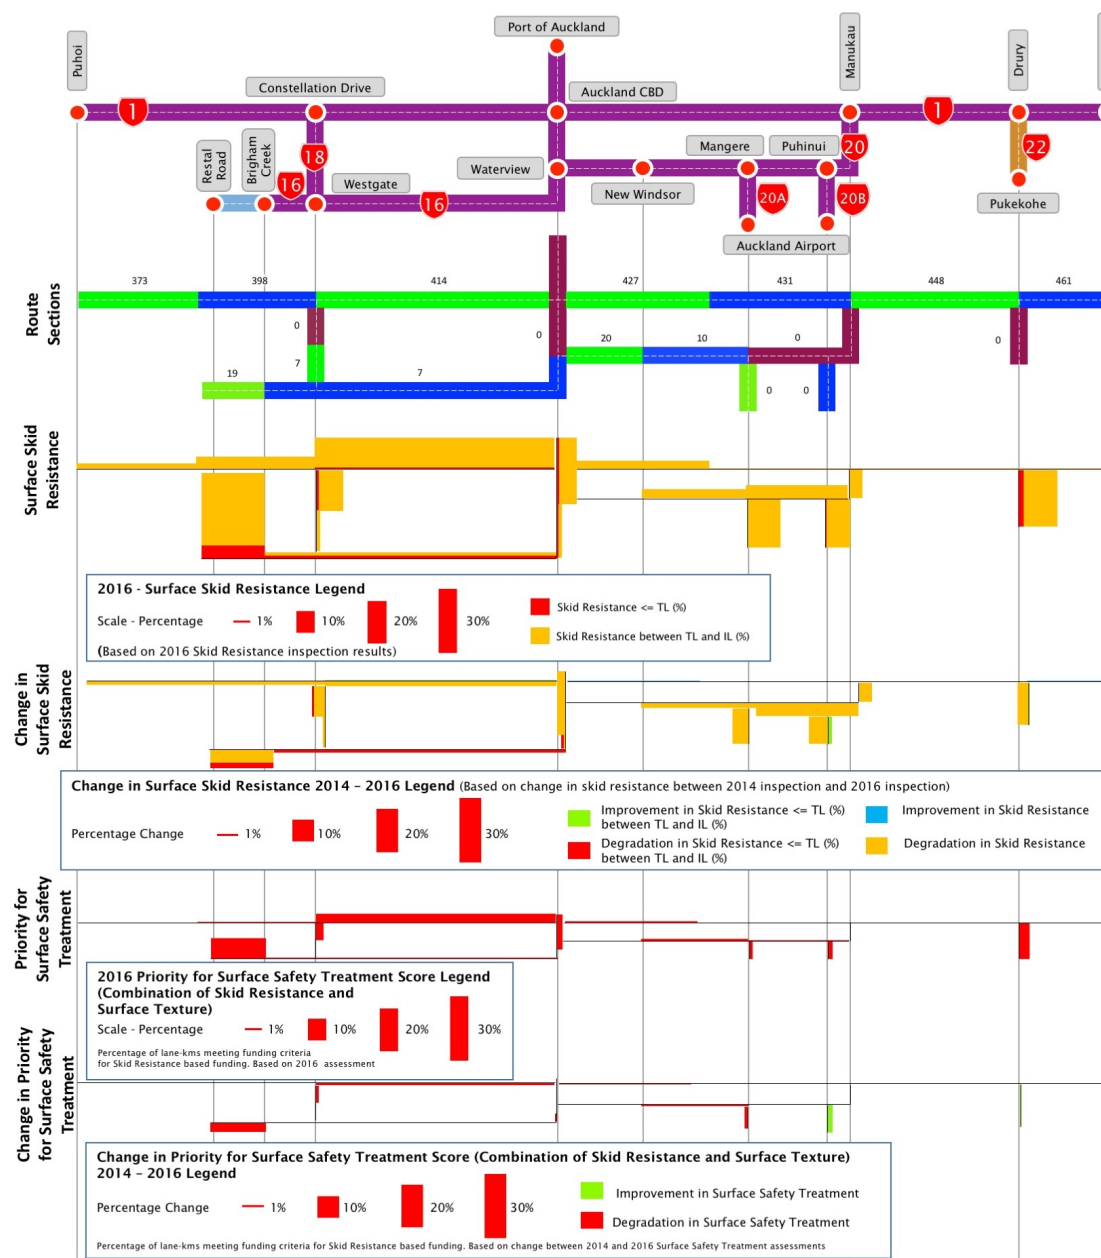 Port of Auckland
Puhoi
Constellation Drive
Auckland CBD
Manukau
Drury
1
1
Restal
Road
Brigham
Creek
18
16
Westgate
16
Waterview
New Windsor
Mangere
Puhinui
20
20A
20B
22
Pukekohe
Auckland Airport
Route
Sections
373
398
414
427
431
448
461
0
7
19
7
0
20
10
0
0
0
0
Surface Skid
Resistance
2016 - Surface Skid Resistance Legend
Scale - Percentage
1%
10%
20%
30%
Skid Resistance <= TL (%)
Skid Resistance between TL and IL (%)
(Based on 2016 Skid Resistance inspection results)
Change in
Surface Skid
Resistance
Change in Surface Skid Resistance 2014 – 2016 Legend (Based on change in skid resistance between 2014 inspection and 2016 inspection)
Percentage Change
1%
10%
20%
30%
Improvement in Skid Resistance <= TL (%)
between TL and IL (%)
Degradation in Skid Resistance <= TL (%)
between TL and IL (%)
Improvement in Skid Resistance
Degradation in Skid Resistance
Priority for
Surface Safety
Treatment
2016 Priority for Surface Safety Treatment Score Legend
(Combination of Skid Resistance and
Surface Texture)
Scale - Percentage
1%
10%
20%
30%
Percentage of lane-kms meeting funding criteria
for Skid Resistance based funding. Based on 2016 assessment
Change in Priority
for Surface Safety
Treatment
Change in Priority for Surface Safety Treatment Score (Combination of Skid Resistance and Surface Texture)
2014 – 2016 Legend
Percentage Change
1%
10%
20%
30%
Improvement in Surface Safety Treatment
Degradation in Surface Safety Treatment
Percentage of lane-kms meeting funding criteria for Skid Resistance based funding. Based on change between 2014 and 2016 Surface Safety Treatment assessments